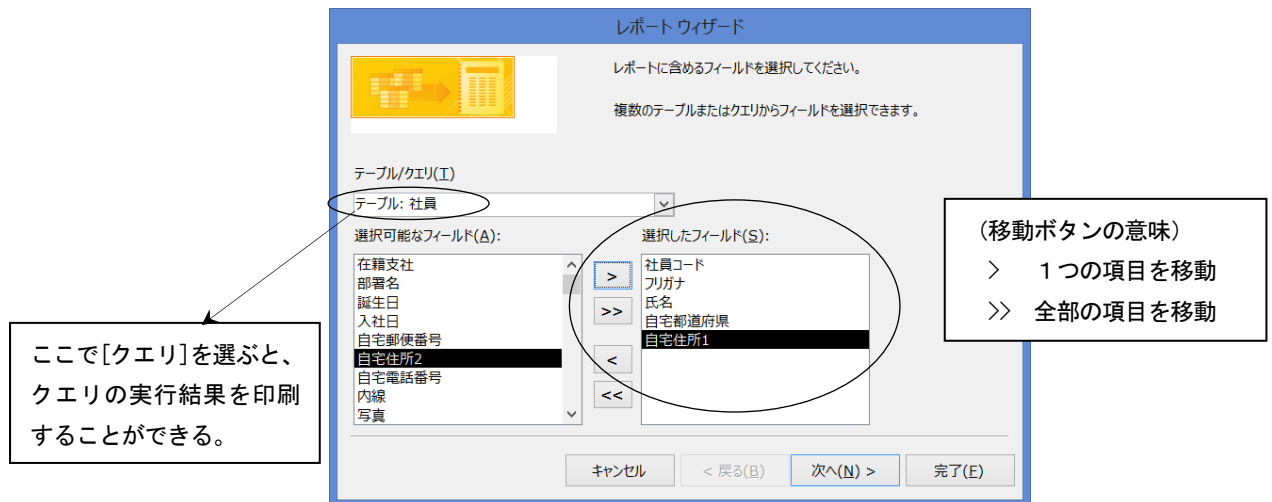 レポート ウィザード
レポートに含めるフィールドを選択してください。
複数のテーブルまたはクエリからフィールドを選択できます。
テーブル/クエリ(T)
テーブル: 社員
選択可能なフィールド(A):
在籍支社
部署名
誕生日
入社日
自宅郵便番号
自宅住所2
自宅電話番号
内線
写真
>
>>
<
<<
選択したフィールド(S):
社員コード
フリガナ
氏名
自宅都道府県
自宅住所1
キャンセル
< 戻る(B)
次へ(N) >
完了(F)
ここで[クエリ]を選ぶと、
クエリの実行結果を印刷
することができる。
(移動ボタンの意味)
〉 1つの項目を移動
》 全部の項目を移動